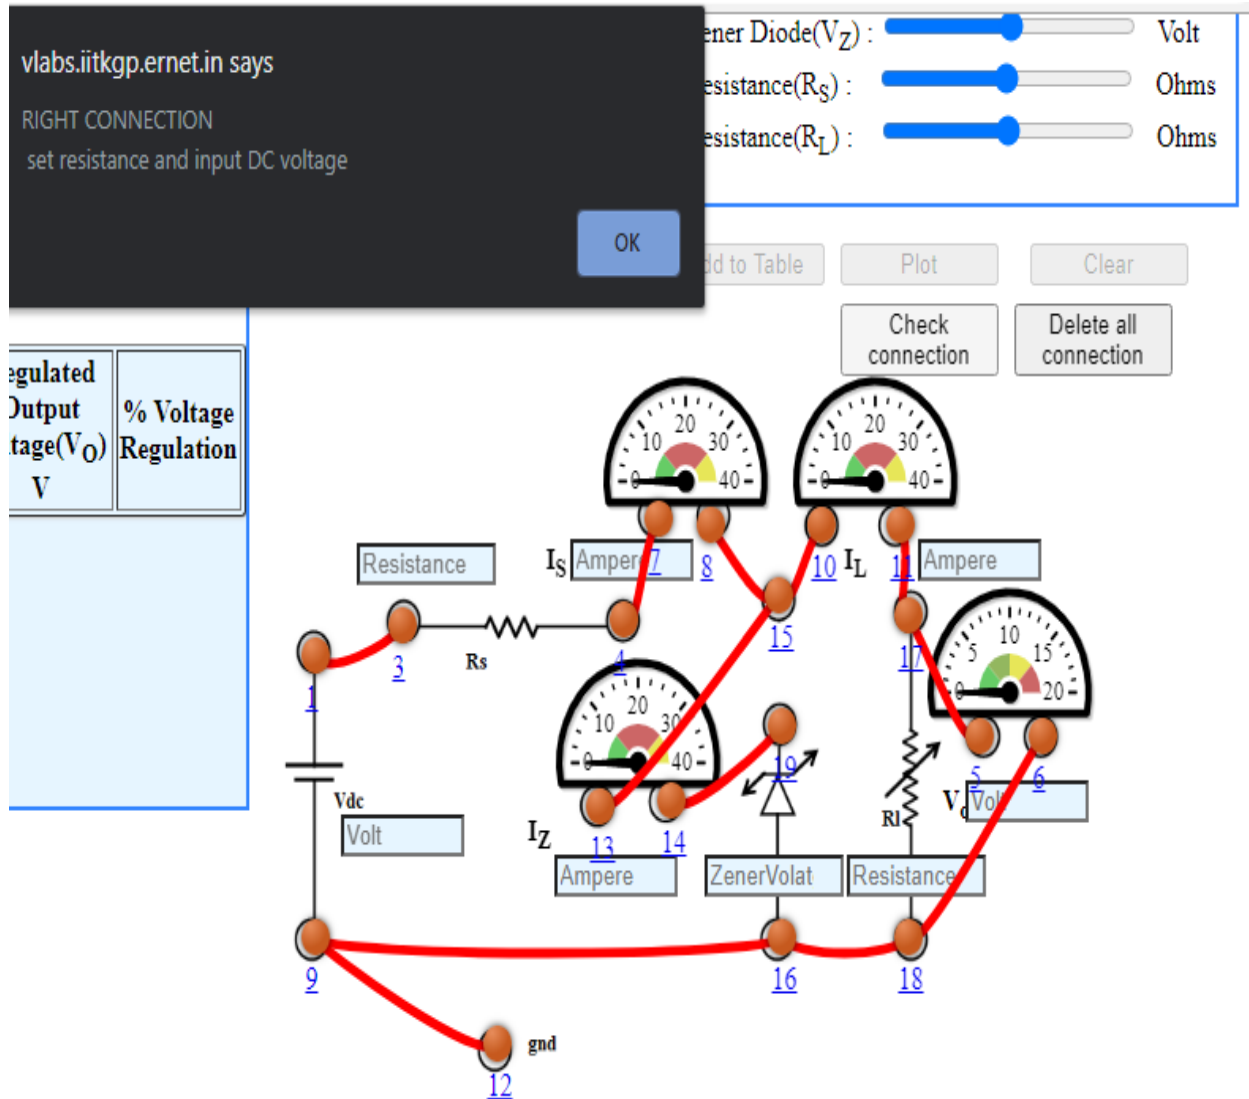 vlabs.iitkgp.ernet.in says
RIGHT CONNECTION
set resistance and input DC voltage
OK
ener Diode(VZ) : Volt
esistance(RS) : Ohms
esistance(RL) : Ohms
dd to Table Plot Clear
Check connection
Delete all connection
egulated
Output
ltage(VO)
V
% Voltage
Regulation
0 10 20 30 40
0 10 20 30 40
Resistance
IS Ampere 7 8
10 IL 11 Ampere
1 3 Rs 4 15 17
0 5 10 15 20
0 10 20 30 40
19
5 6
Vdc
Volt
IZ 13 14
Rl
Vo Volt
Ampere
ZenerVolat
Resistance
9 16 18
gnd
12